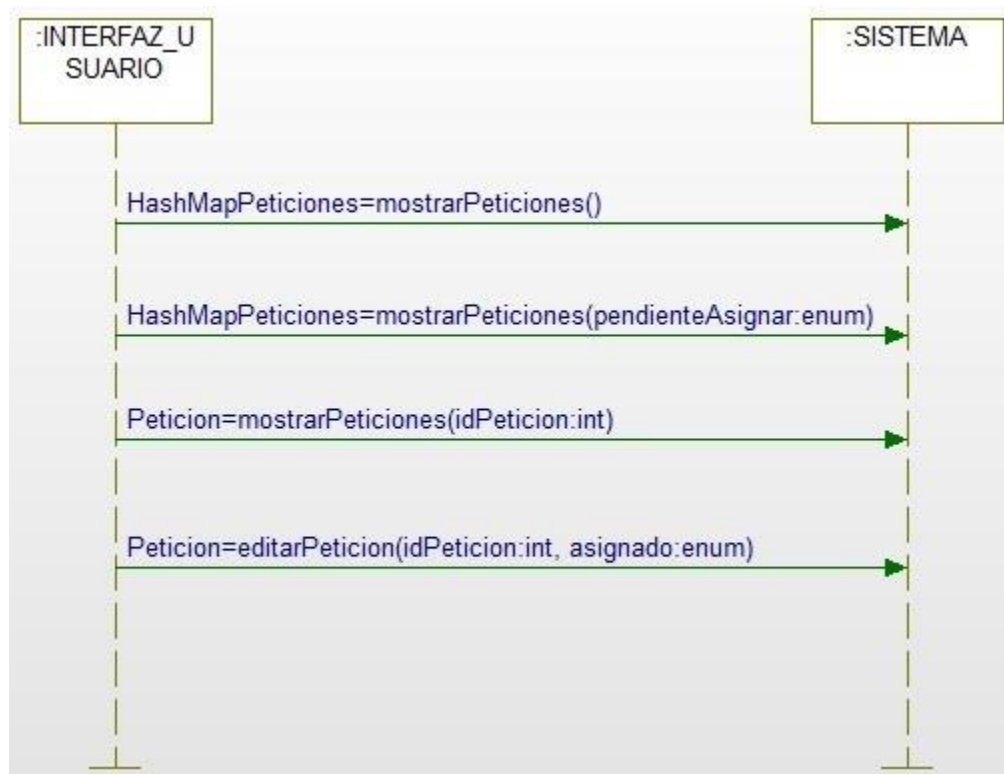 :INTERFAZ_U
SUARIO
:SISTEMA
HashMapPeticiones=mostrarPeticiones()
HashMapPeticiones=mostrarPeticiones(pendienteAsignar:enum)
Peticion=mostrarPeticiones(idPeticion:int)
Peticion=editarPeticion(idPeticion:int, asignado:enum)